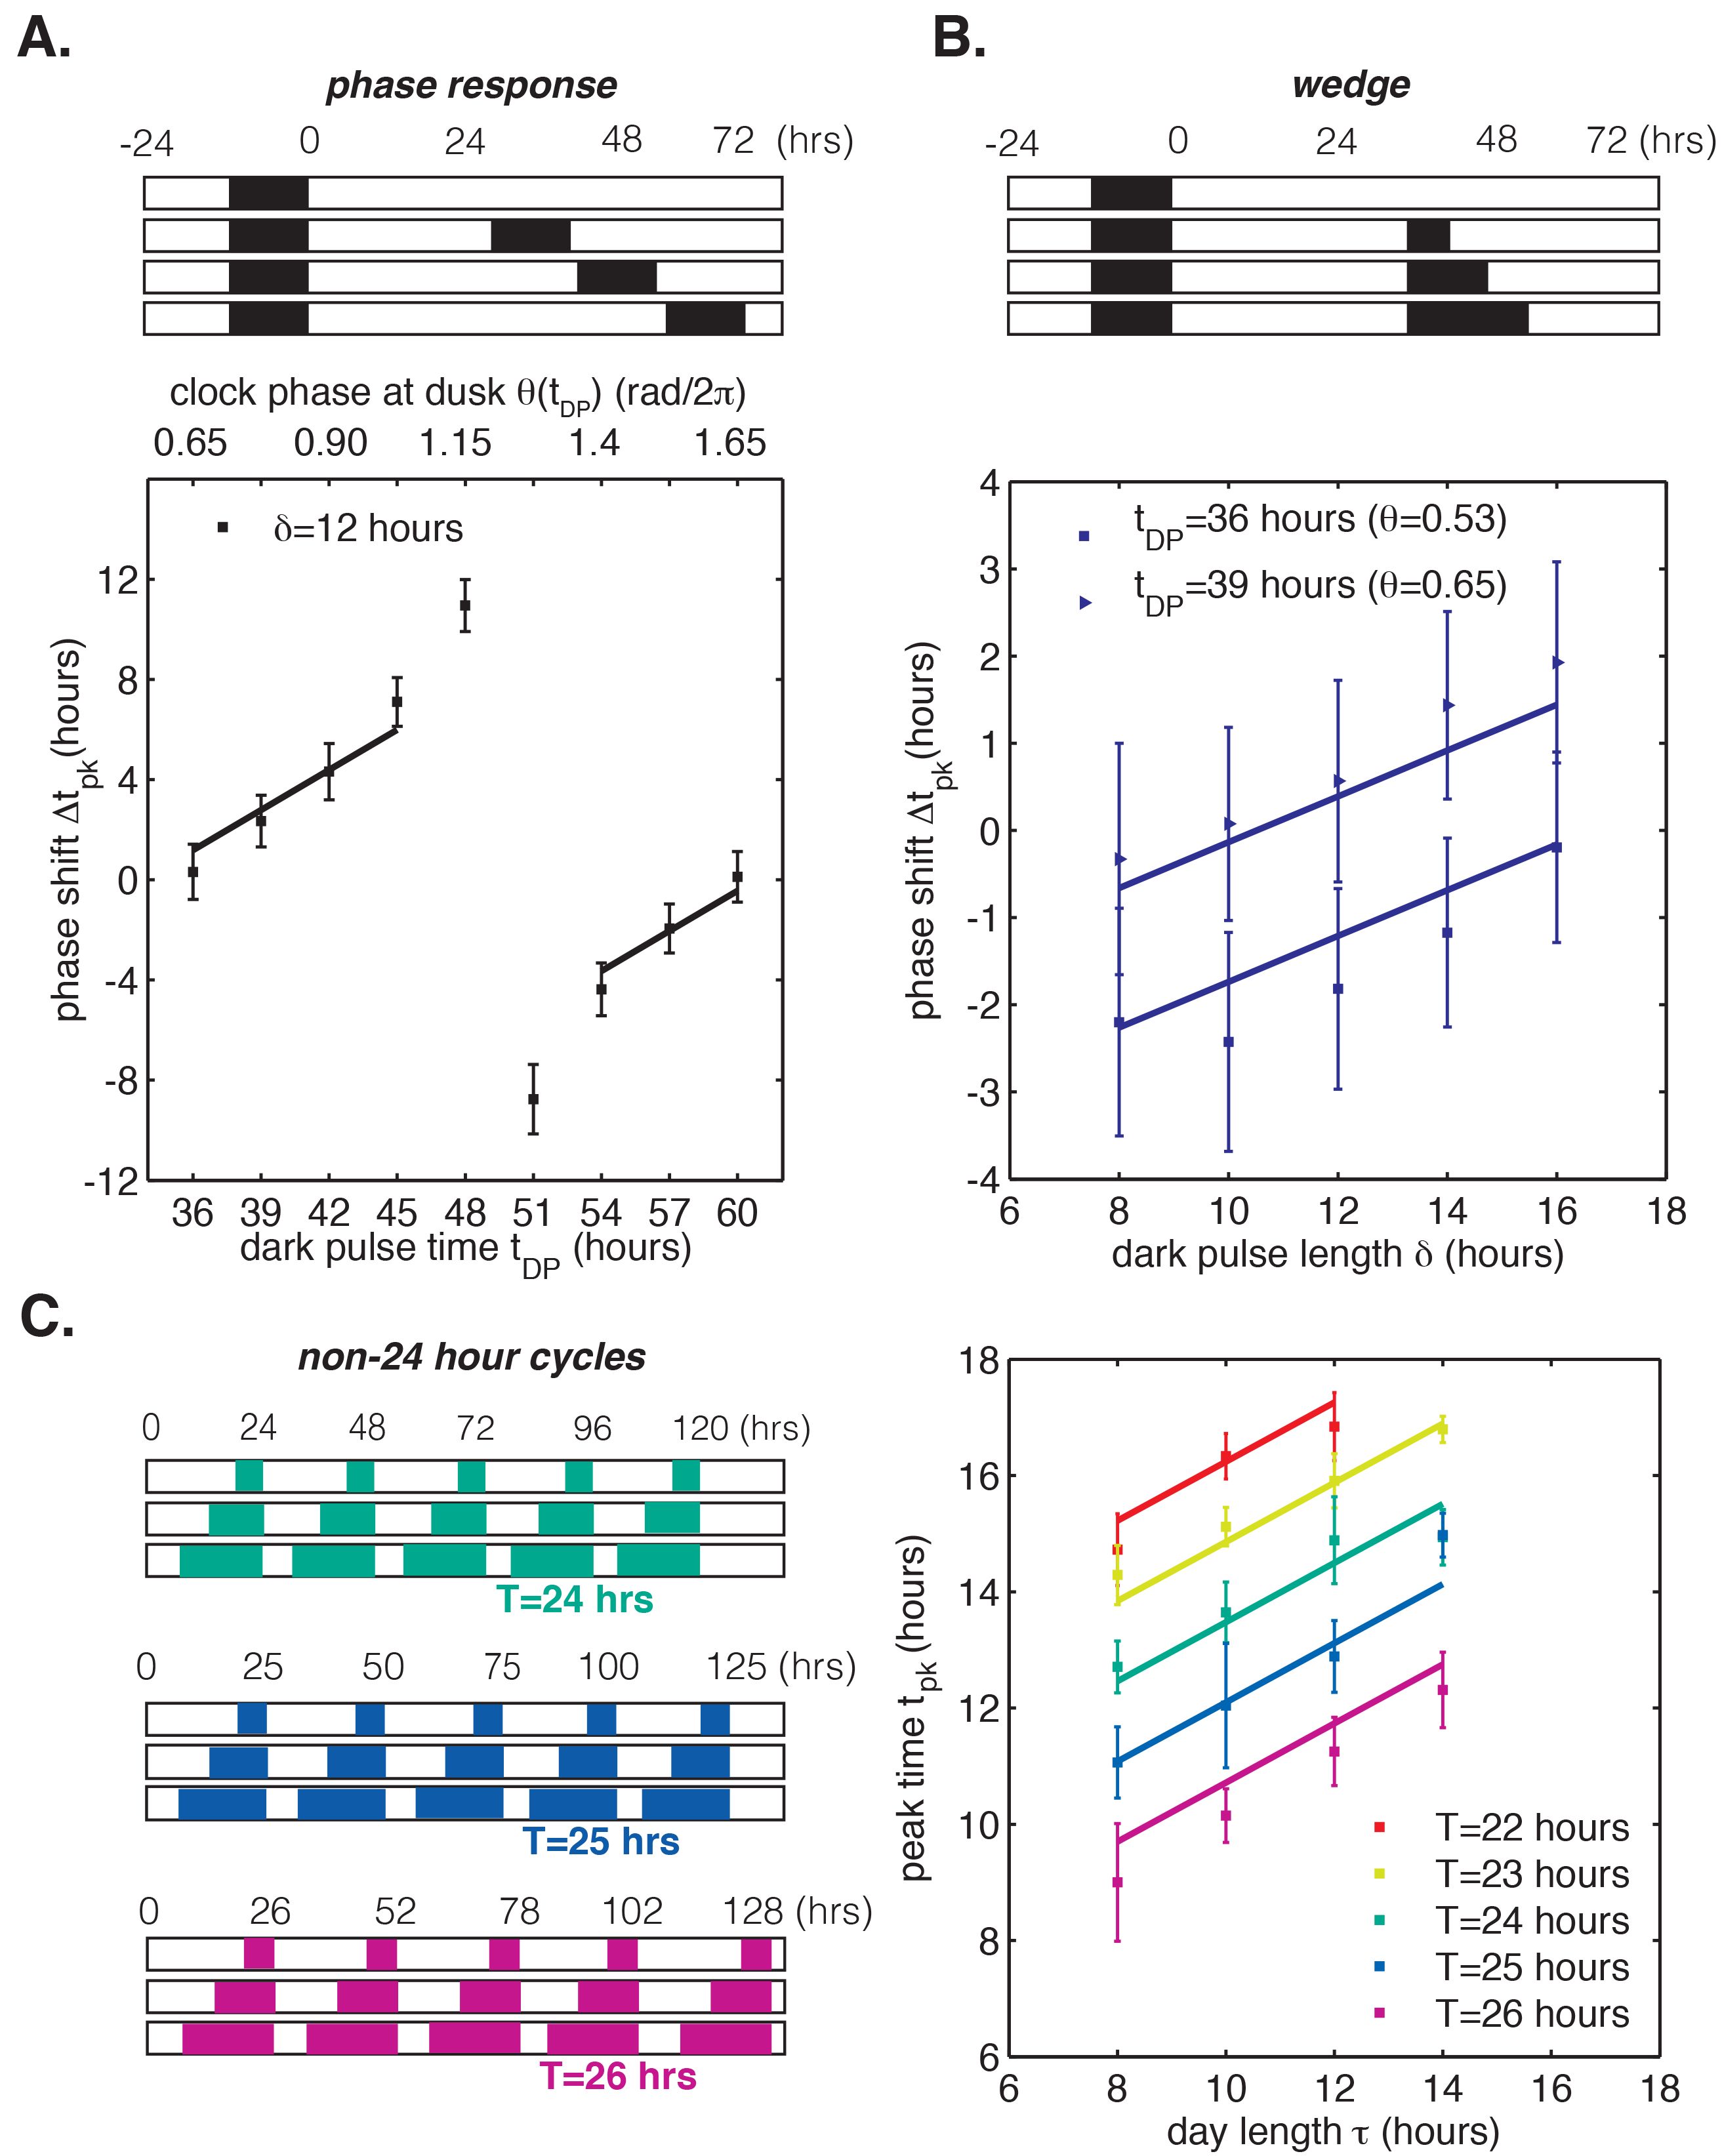 A.
phase response
-24 0 24 48 72 (hrs)
clock phase at dusk θ(tDP) (rad/2π)
0.65 0.90 1.15 1.4 1.65
δ=12 hours
12
8
4
0
-4
-8
-12
phase shift Δtpk (hours)
36 39 42 45 48 51 54 57 60
dark pulse time tDP (hours)
B.
wedge
-24 0 24 48 72 (hrs)
tDP=36 hours (θ=0.53)
tDP=39 hours (θ=0.65)
4
3
2
1
0
-1
-2
-3
-4
phase shift Δtpk (hours)
6 8 10 12 14 16 18
dark pulse length δ (hours)
C.
non-24 hour cycles
0 24 48 72 96 120 (hrs)
T=24 hrs
0 25 50 75 100 125 (hrs)
T=25 hrs
0 26 52 78 102 128 (hrs)
T=26 hrs
18
16
14
12
10
8
6
peak time tpk (hours)
T=22 hours
T=23 hours
T=24 hours
T=25 hours
T=26 hours
6 8 10 12 14 16 18
day length τ (hours)